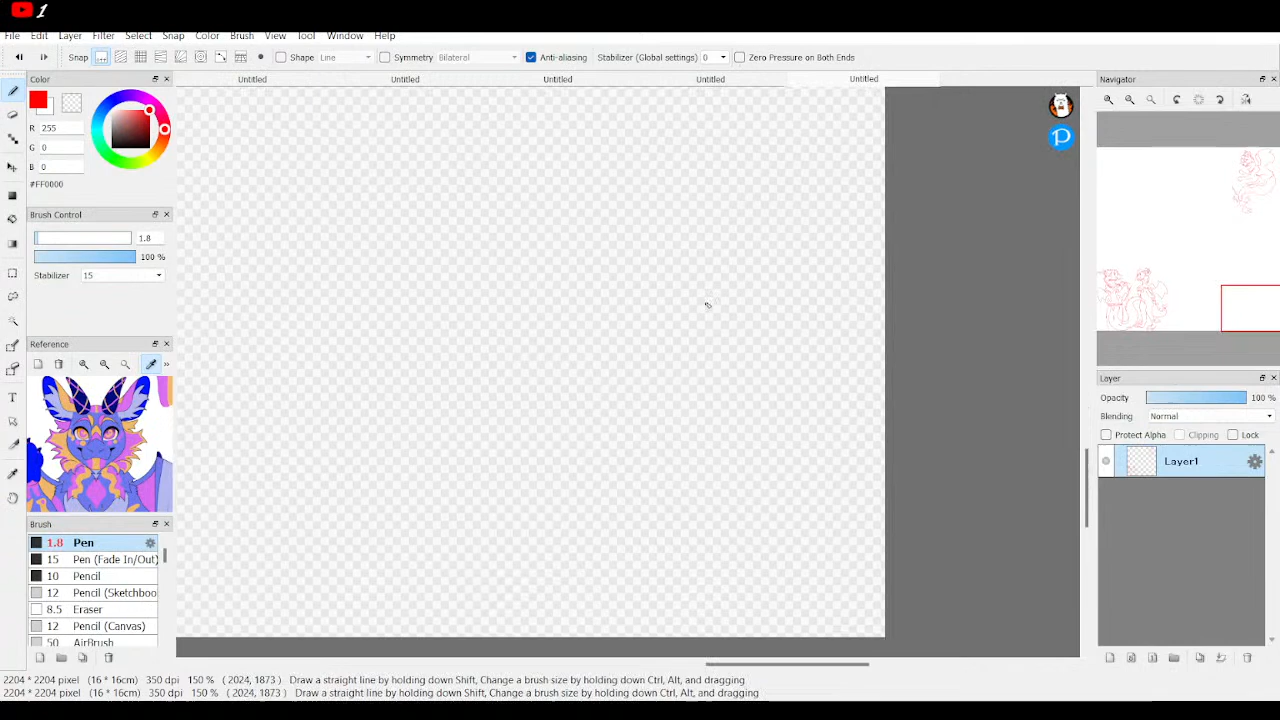 1
File Edit Layer Filter Select Snap Color Brush View Tool Window Help
Snap Shape Line Symmetry Bilateral Anti-aliasing Stabilizer (Global settings) 0 Zero Pressure on Both Ends
Color
Untitled Untitled Untitled Untitled Untitled
Navigator
R 255
G 0
B 0
#FF0000
Brush Control
1.8
100 %
Stabilizer 15
Reference
Brush
1.8 Pen
15 Pen (Fade In/Out)
10 Pencil
12 Pencil (Sketchboo
8.5 Eraser
12 Pencil (Canvas)
50 AirBrush
Layer
Opacity 100 %
Blending Normal
Protect Alpha Clipping Lock
Layer1
2204 * 2204 pixel (16 * 16cm) 350 dpi 150 % ( 2024, 1873 ) Draw a straight line by holding down Shift, Change a brush size by holding down Ctrl, Alt, and dragging
2204 * 2204 pixel (16 * 16cm) 350 dpi 150 % ( 2024, 1873 ) Draw a straight line by holding down Shift, Change a brush size by holding down Ctrl, Alt, and dragging